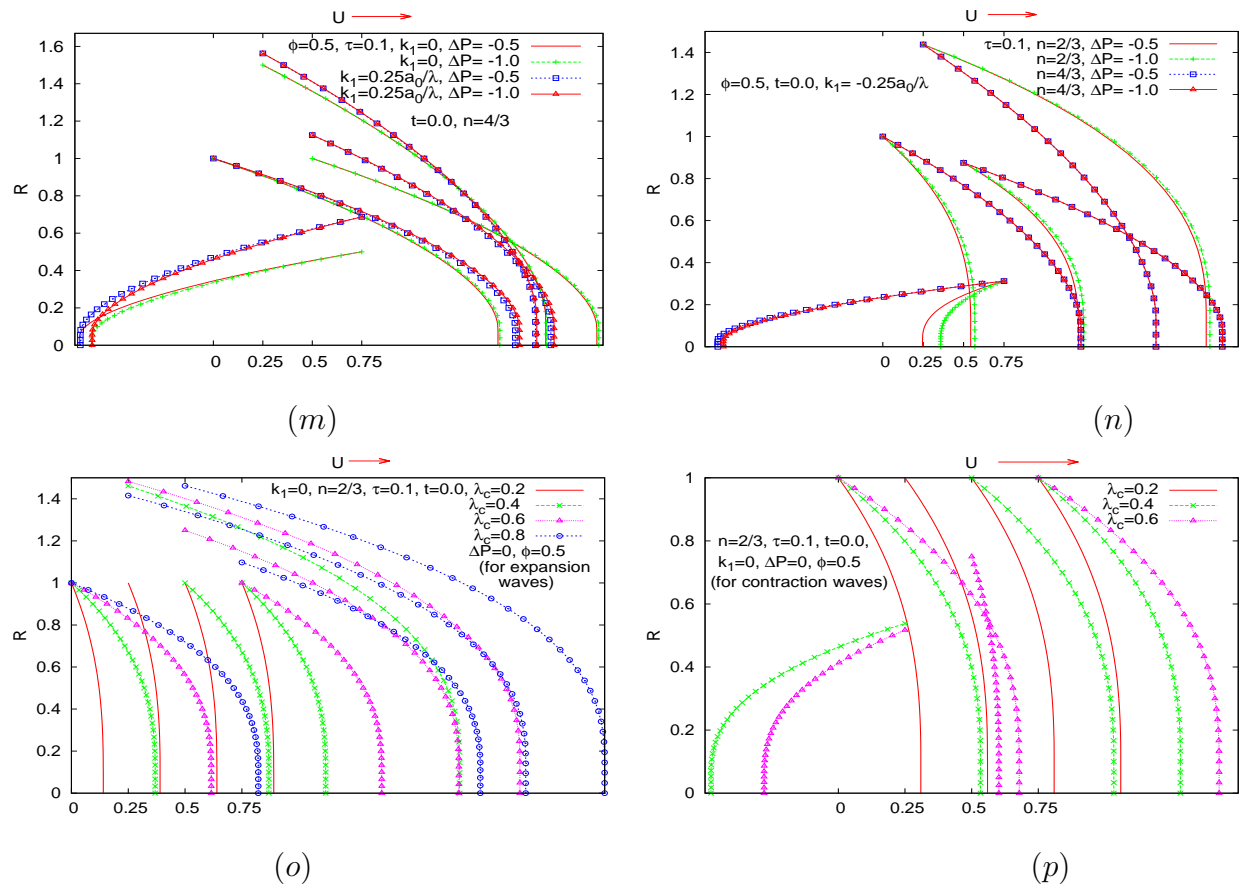 U
ϕ=0.5, τ=0.1, k₁=0, ΔP= -0.5
k₁=0, ΔP= -1.0
k₁=0.25a₀/λ, ΔP= -0.5
k₁=0.25a₀/λ, ΔP= -1.0
t=0.0, n=4/3
R
1.6
1.4
1.2
1
0.8
0.6
0.4
0.2
0
0 0.25 0.5 0.75
(m)
U
τ=0.1, n=2/3, ΔP= -0.5
n=2/3, ΔP= -1.0
n=4/3, ΔP= -0.5
n=4/3, ΔP= -1.0
ϕ=0.5, t=0.0, k₁= -0.25a₀/λ
R
1.4
1.2
1
0.8
0.6
0.4
0.2
0
0 0.25 0.5 0.75
(n)
U
k₁=0, n=2/3, τ=0.1, t=0.0, λc=0.2
λc=0.4
λc=0.6
λc=0.8
ΔP=0, ϕ=0.5
(for expansion
waves)
R
1.4
1.2
1
0.8
0.6
0.4
0.2
0
0 0.25 0.5 0.75
(o)
U
λc=0.2
λc=0.4
λc=0.6
n=2/3, τ=0.1, t=0.0,
k₁=0, ΔP=0, ϕ=0.5
(for contraction waves)
R
1
0.8
0.6
0.4
0.2
0
0 0.25 0.5 0.75
(p)